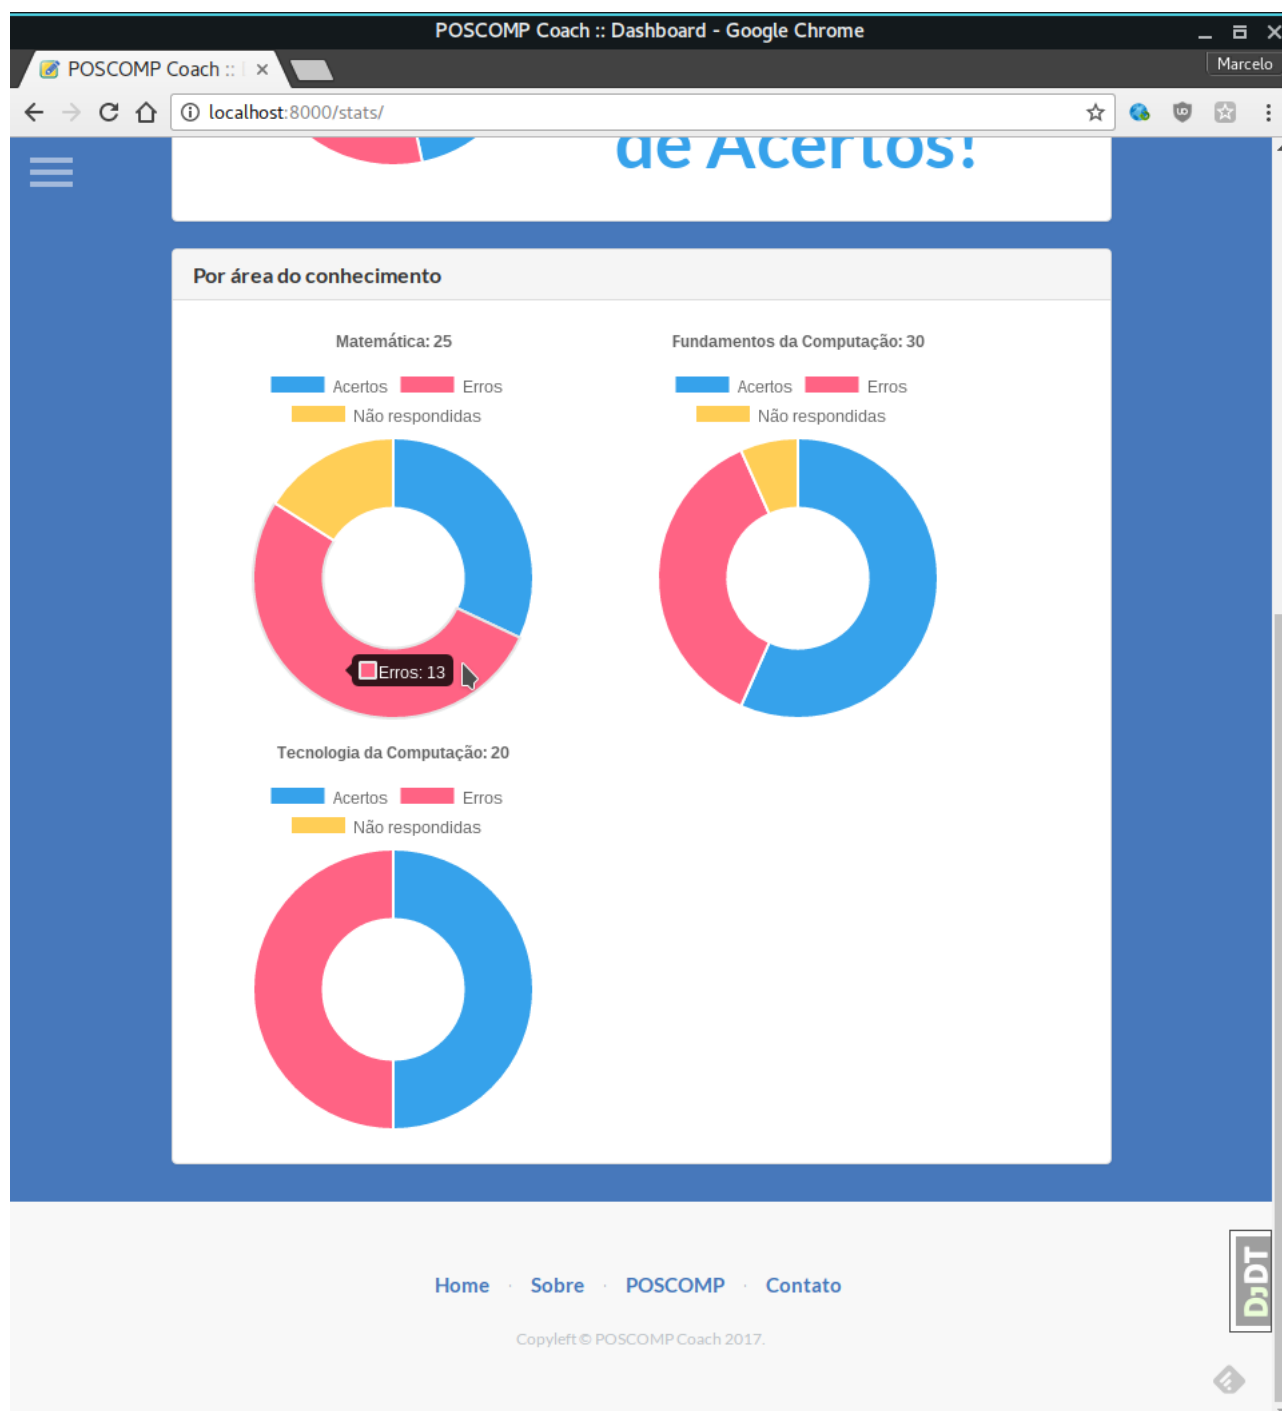 POSCOMP Coach :: Dashboard - Google Chrome
POSCOMP Coach ::
Marcelo
localhost:8000/stats/
de Acertos!
Por área do conhecimento
Matemática: 25
Acertos Erros
Não respondidas
Erros: 13
Fundamentos da Computação: 30
Acertos Erros
Não respondidas
Tecnologia da Computação: 20
Acertos Erros
Não respondidas
Home · Sobre · POSCOMP · Contato
Copyleft © POSCOMP Coach 2017.
DjDT